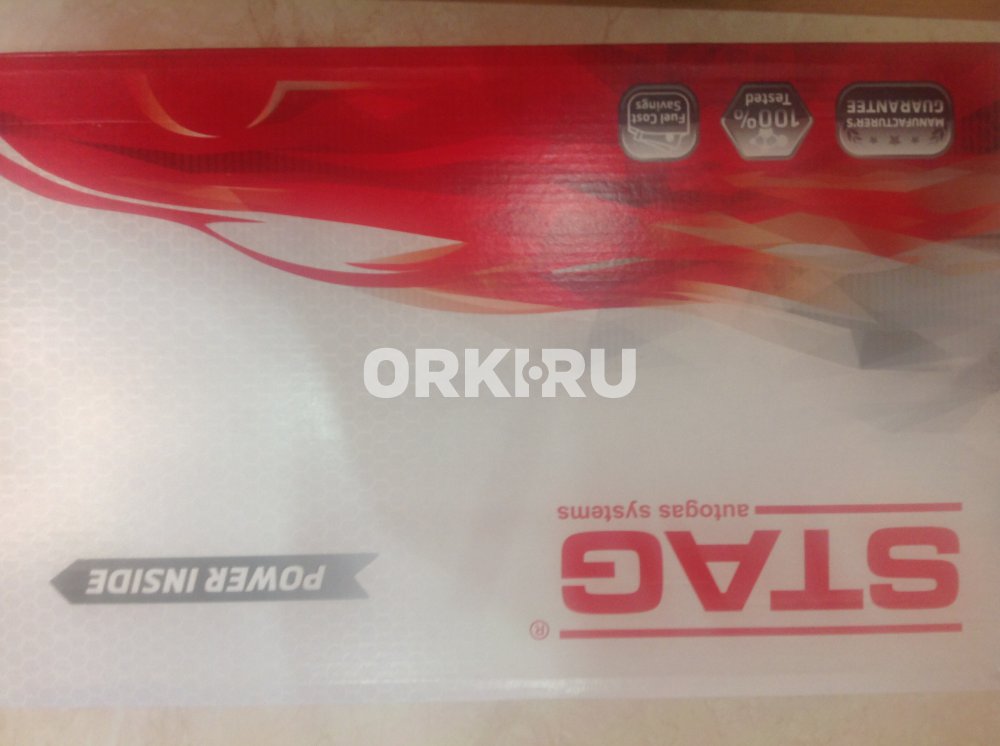 STAG®
autogas systems
POWER INSIDE
MANUFACTURER'S
GUARANTEE
100%
Tested
Fuel Cost
Savings
ORKI.RU